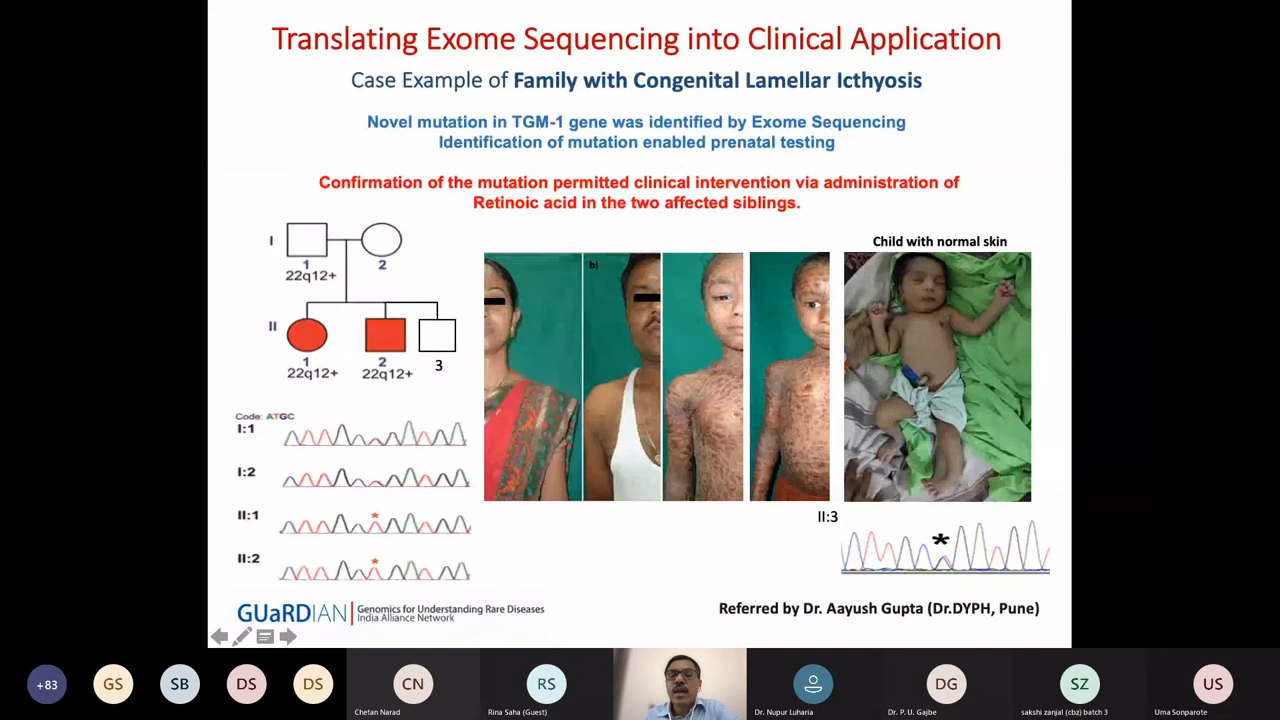 Translating Exome Sequencing into Clinical Application
Case Example of Family with Congenital Lamellar Icthyosis
Novel mutation in TGM-1 gene was identified by Exome Sequencing
Identification of mutation enabled prenatal testing
Confirmation of the mutation permitted clinical intervention via administration of
Retinoic acid in the two affected siblings.
I
1
2
22q12+
II
1
2
3
22q12+
22q12+
Code: ATGC
I:1
I:2
II:1
*
II:2
*
b)
Child with normal skin
II:3
*
GUaRDIAN
Genomics for Understanding Rare Diseases
India Alliance Network
Referred by Dr. Aayush Gupta (Dr.DYPH, Pune)
+83
GS
SB
DS
DS
CN
Chetan Narad
RS
Rina Saha (Guest)
Dr. Nupur Luharia
DG
Dr. P. U. Gajbe
SZ
sakshi zanjal (cbz) batch 3
US
Uma Sonparote